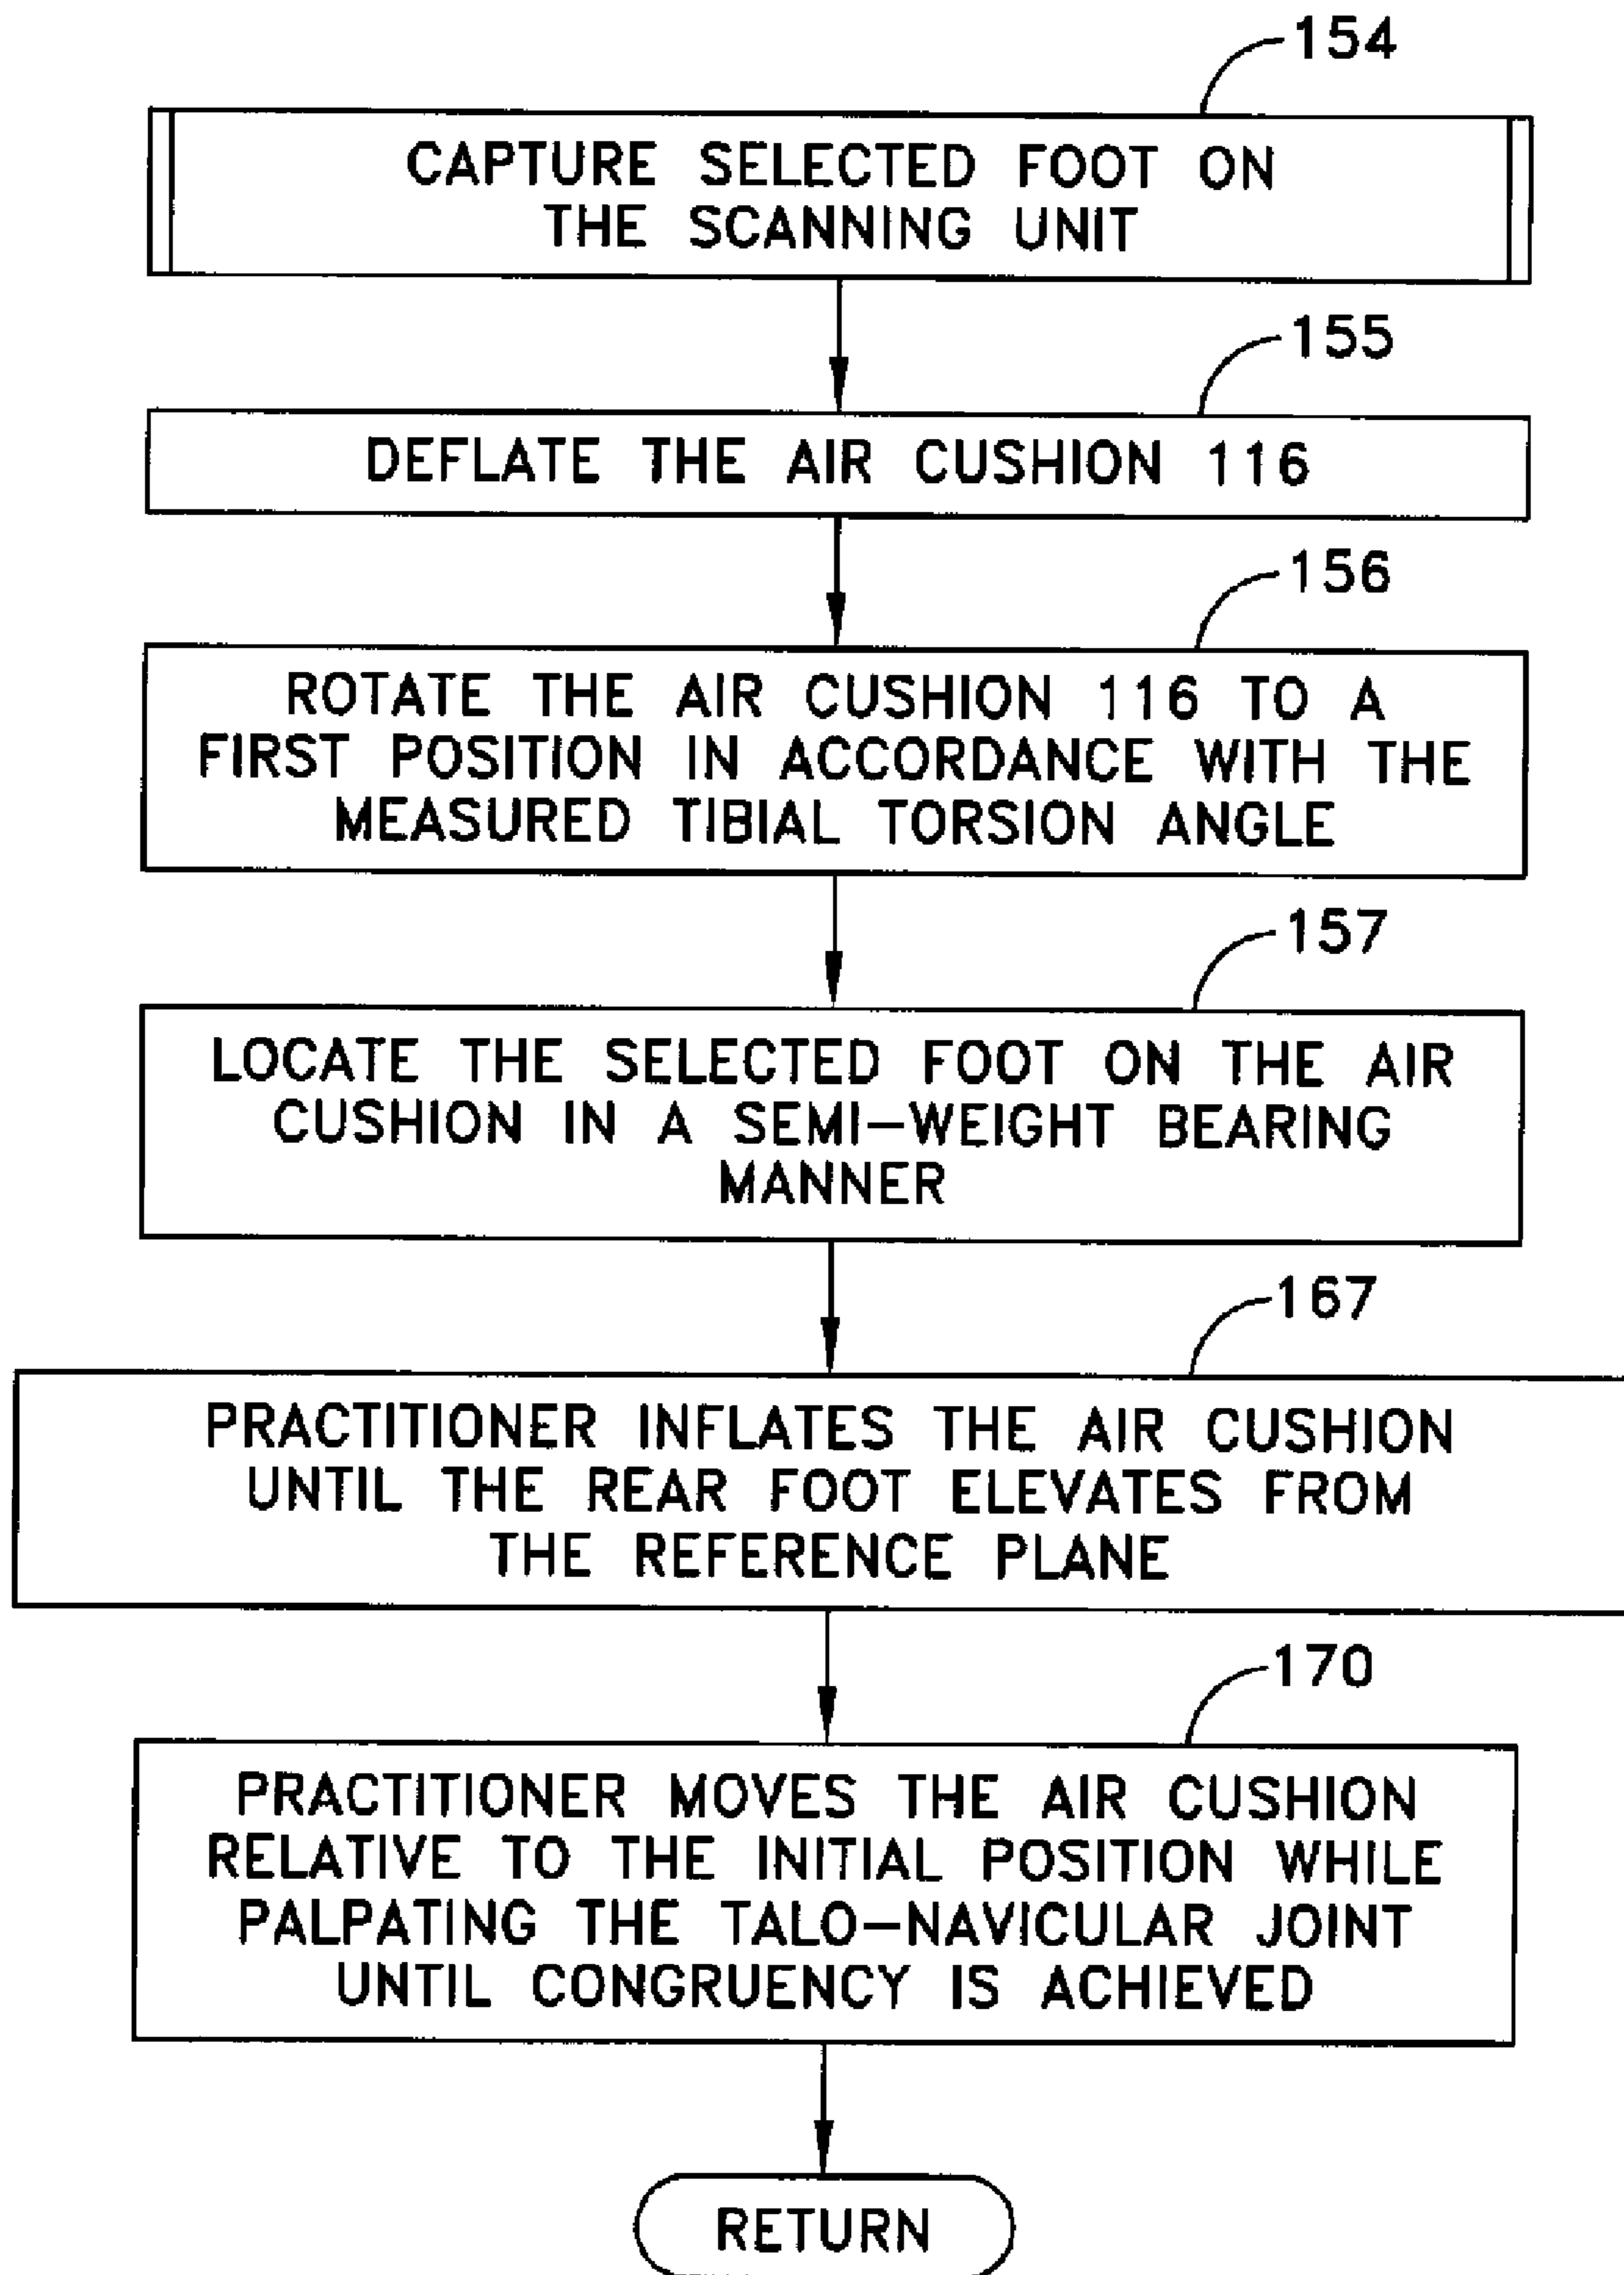 154
CAPTURE SELECTED FOOT ON
THE SCANNING UNIT
155
DEFLATE THE AIR CUSHION 116
156
ROTATE THE AIR CUSHION 116 TO A
FIRST POSITION IN ACCORDANCE WITH THE
MEASURED TIBIAL TORSION ANGLE
157
LOCATE THE SELECTED FOOT ON THE AIR
CUSHION IN A SEMI–WEIGHT BEARING
MANNER
167
PRACTITIONER INFLATES THE AIR CUSHION
UNTIL THE REAR FOOT ELEVATES FROM
THE REFERENCE PLANE
170
PRACTITIONER MOVES THE AIR CUSHION
RELATIVE TO THE INITIAL POSITION WHILE
PALPATING THE TALO–NAVICULAR JOINT
UNTIL CONGRUENCY IS ACHIEVED
RETURN